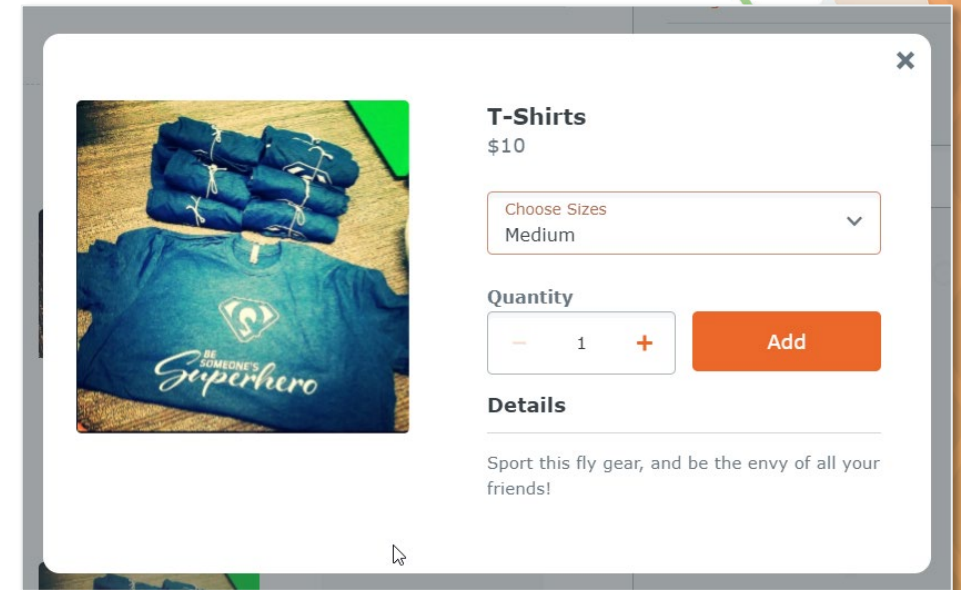 T-Shirts
$10
Choose Sizes
Medium
Quantity
− 1 +
Add
Details
Sport this fly gear, and be the envy of all your
friends!
BE
SOMEONE'S
Superhero